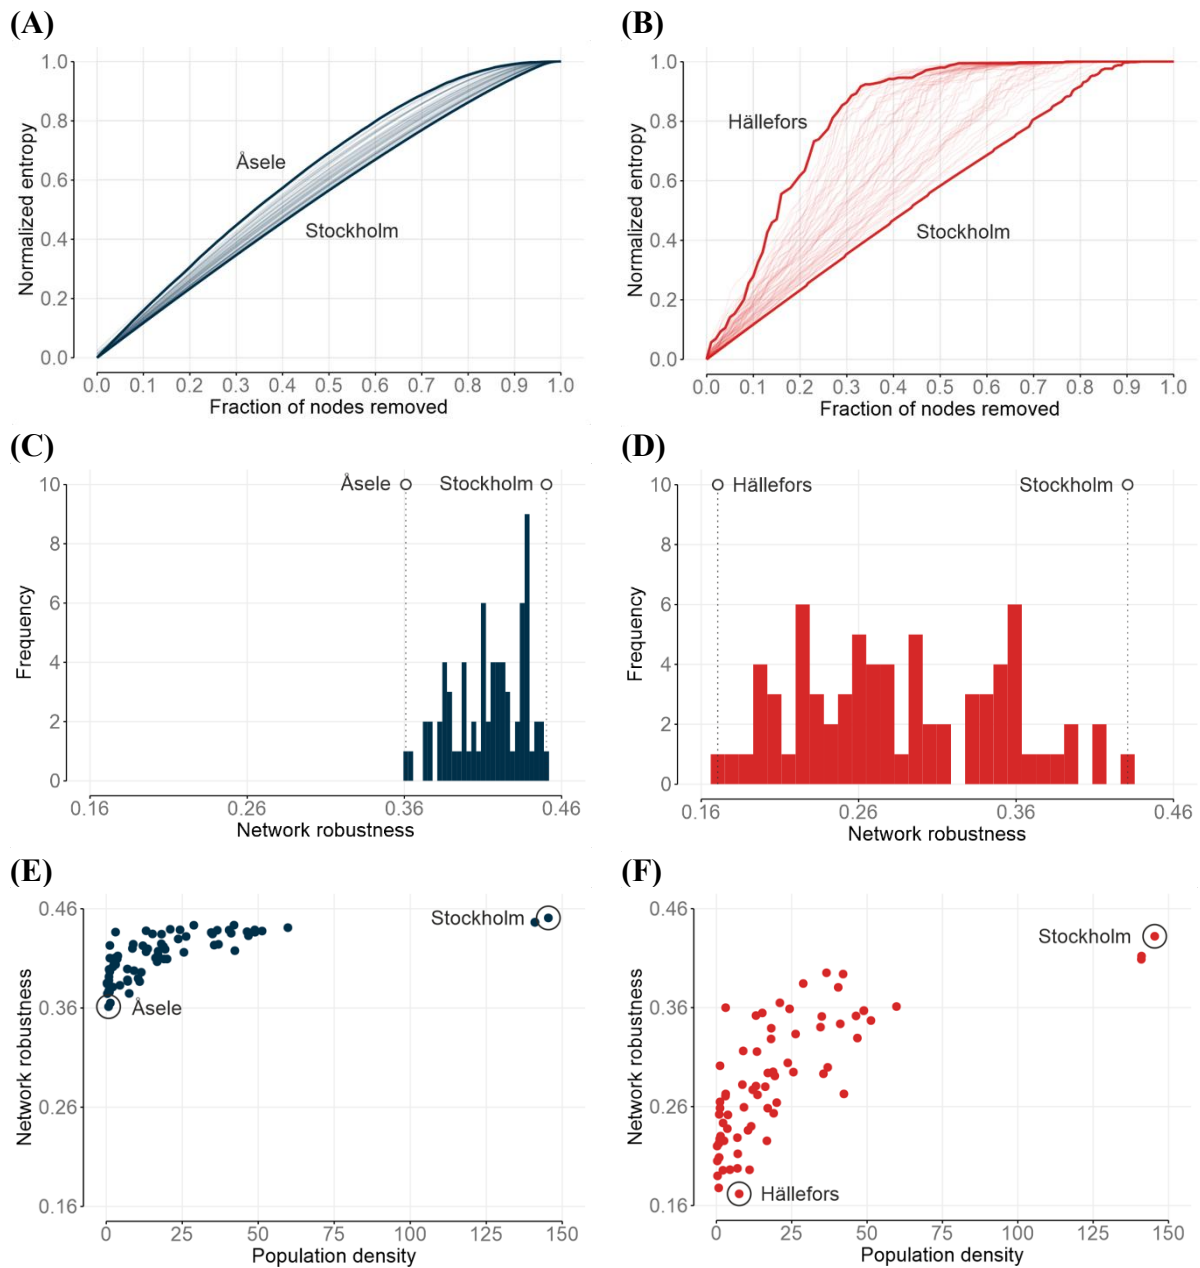 (A)
Normalized entropy
1.0
0.8
0.6
0.4
0.2
0.0
Åsele
Stockholm
0.0 0.1 0.2 0.3 0.4 0.5 0.6 0.7 0.8 0.9 1.0
Fraction of nodes removed
(B)
Normalized entropy
1.0
0.8
0.6
0.4
0.2
0.0
Hällefors
Stockholm
0.0 0.1 0.2 0.3 0.4 0.5 0.6 0.7 0.8 0.9 1.0
Fraction of nodes removed
(C)
Frequency
10
8
6
4
2
0
Åsele
Stockholm
0.16 0.26 0.36 0.46
Network robustness
(D)
Frequency
10
8
6
4
2
0
Hällefors
Stockholm
0.16 0.26 0.36 0.46
Network robustness
(E)
Network robustness
0.46
0.36
0.26
0.16
Stockholm
Åsele
0 25 50 75 100 125 150
Population density
(F)
Network robustness
0.46
0.36
0.26
0.16
Stockholm
Hällefors
0 25 50 75 100 125 150
Population density